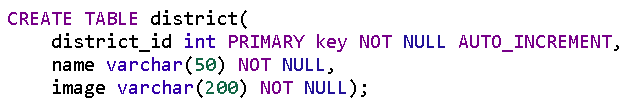 CREATE TABLE district(
    district_id int PRIMARY key NOT NULL AUTO_INCREMENT,
    name varchar(50) NOT NULL,
    image varchar(200) NOT NULL);